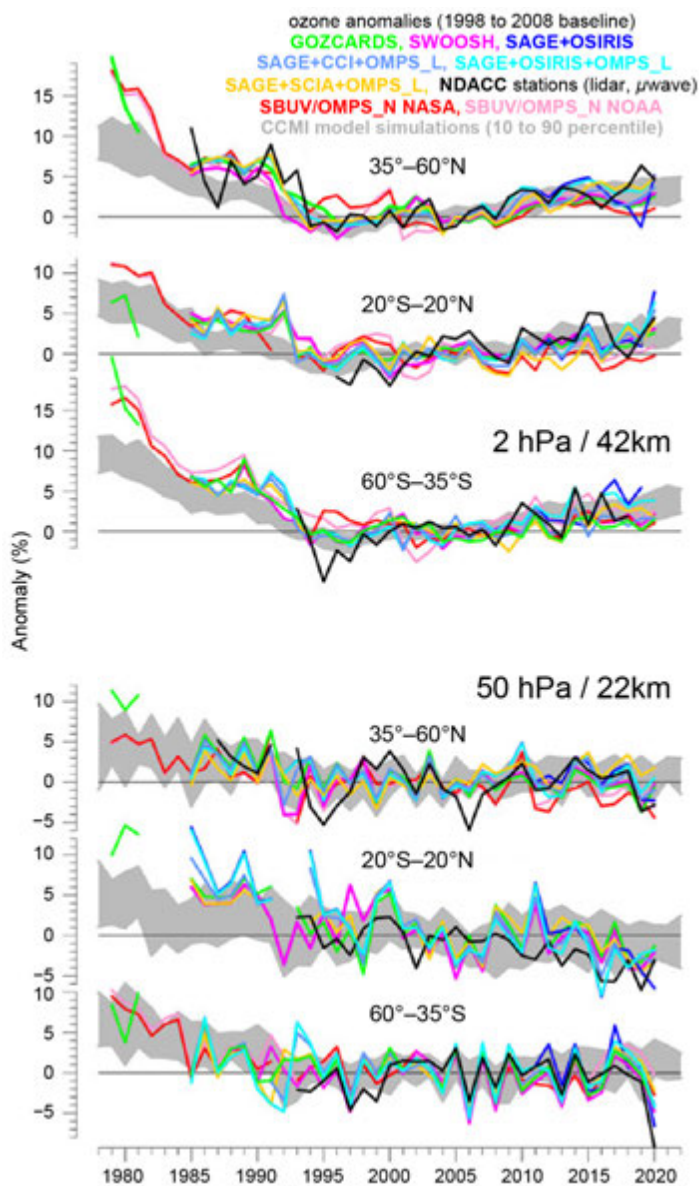 ozone anomalies (1998 to 2008 baseline)
GOZCARDS, SWOOSH, SAGE+OSIRIS
SAGE+CCI+OMPS_L, SAGE+OSIRIS+OMPS_L
SAGE+SCIA+OMPS_L, NDACC stations (lidar, μwave)
SBUV/OMPS_N NASA, SBUV/OMPS_N NOAA
CCMI model simulations (10 to 90 percentile)
35°–60°N
15
10
5
0
20°S–20°N
10
5
0
2 hPa / 42km
60°S–35°S
15
10
5
0
Anomaly (%)
50 hPa / 22km
35°–60°N
10
5
0
−5
20°S–20°N
10
5
0
−5
60°–35°S
10
5
0
−5
1980 1985 1990 1995 2000 2005 2010 2015 2020